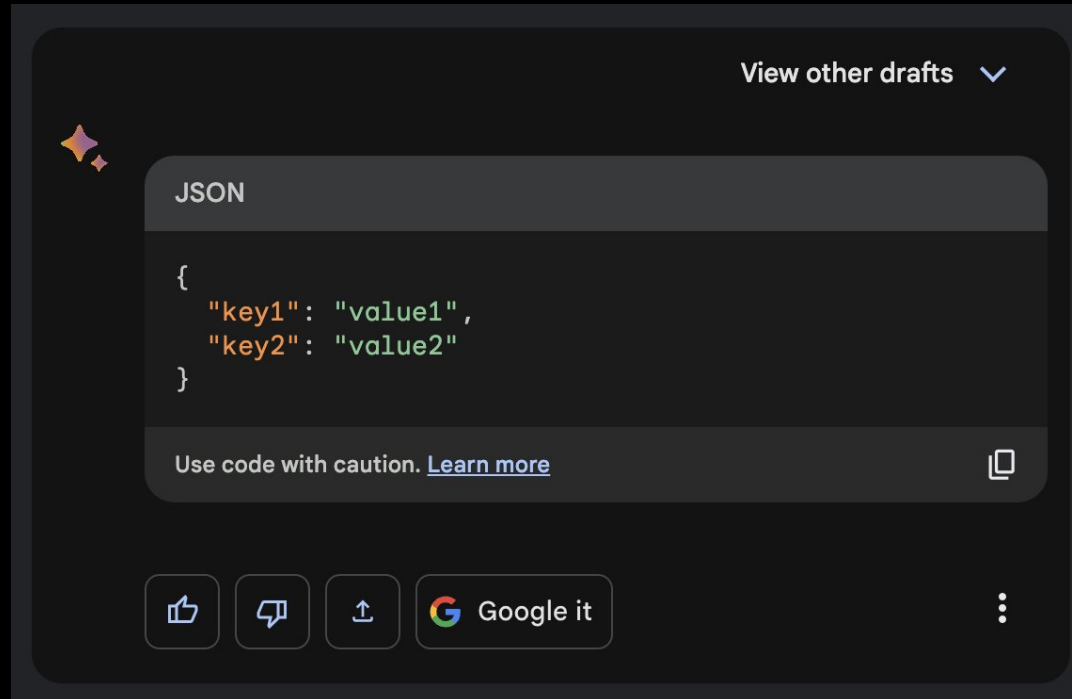 View other drafts
JSON
{
"key1": "value1",
"key2": "value2"
}
Use code with caution. Learn more
Google it